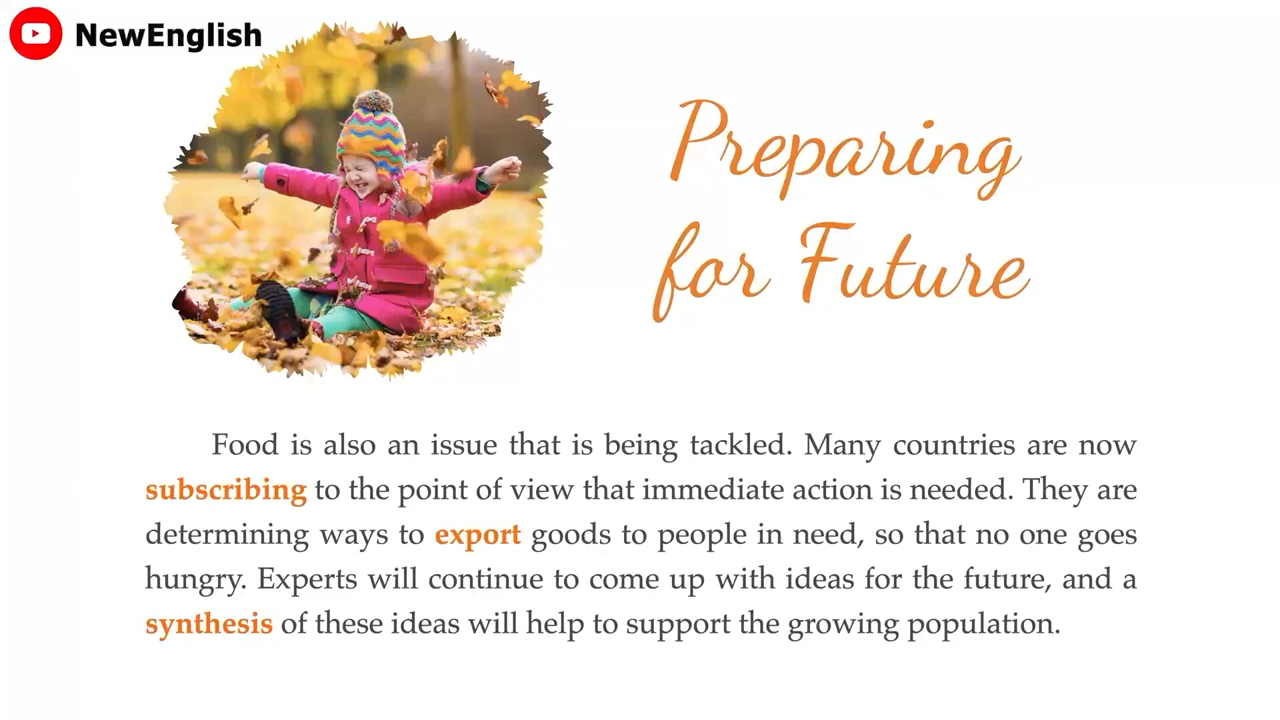 NewEnglish
Preparing
for Future
Food is also an issue that is being tackled. Many countries are now
subscribing to the point of view that immediate action is needed. They are
determining ways to export goods to people in need, so that no one goes
hungry. Experts will continue to come up with ideas for the future, and a
synthesis of these ideas will help to support the growing population.